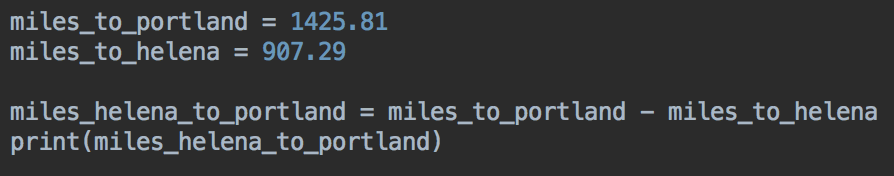 miles_to_portland = 1425.81
miles_to_helena = 907.29
miles_helena_to_portland = miles_to_portland - miles_to_helena
print(miles_helena_to_portland)